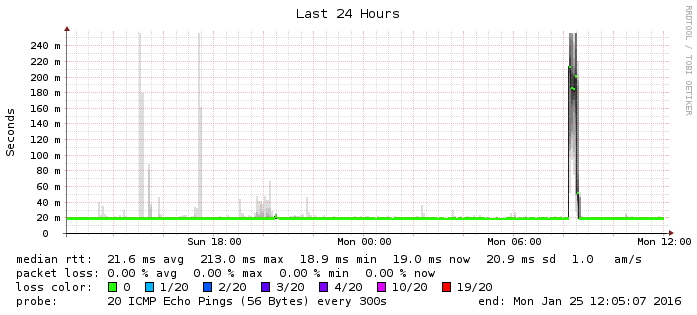 Last 24 Hours
RRDTOOL / TOBI OETIKER
Seconds
240 m
220 m
200 m
180 m
160 m
140 m
120 m
100 m
80 m
60 m
40 m
20 m
0
Sun 18:00 Mon 00:00 Mon 06:00 Mon 12:00
median rtt: 21.6 ms avg 213.0 ms max 18.9 ms min 19.0 ms now 20.9 ms sd 1.0 am/s
packet loss: 0.00 % avg 0.00 % max 0.00 % min 0.00 % now
loss color: 0 1/20 2/20 3/20 4/20 10/20 19/20
probe: 20 ICMP Echo Pings (56 Bytes) every 300s end: Mon Jan 25 12:05:07 2016